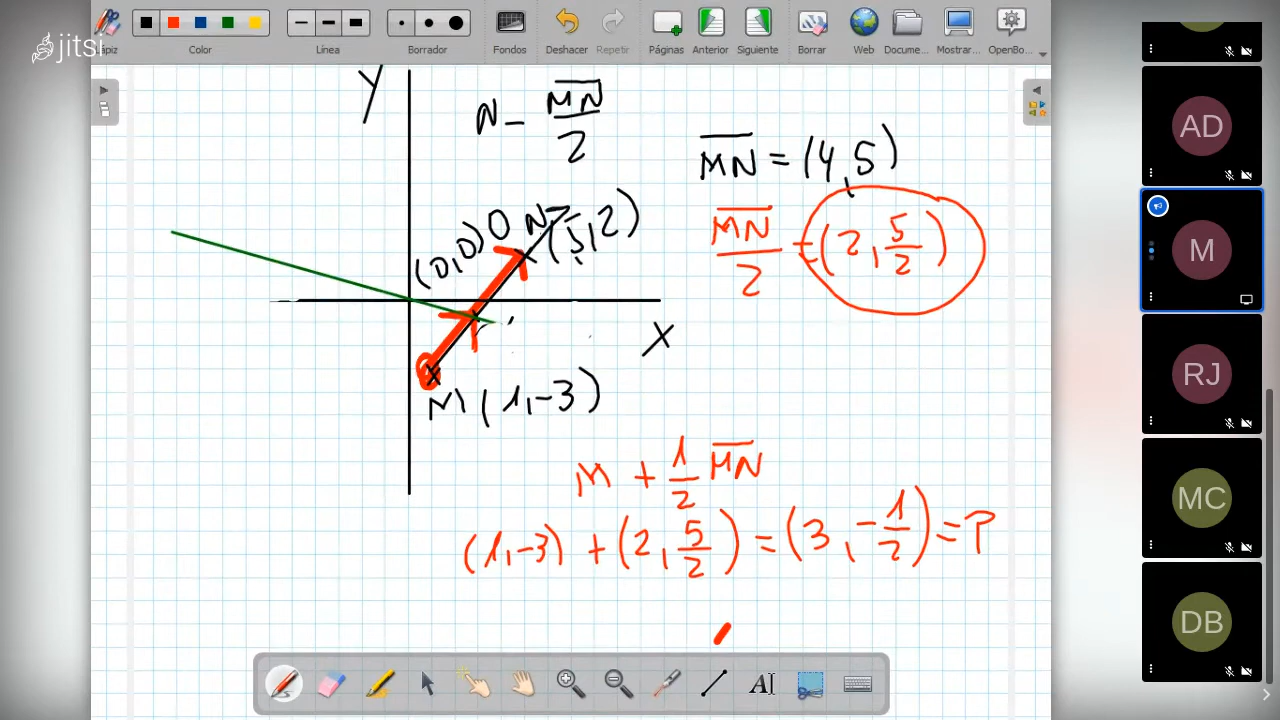 jitsi
Color
Línea
Borrador
Fondos
Deshacer
Repetir
Páginas
Anterior
Siguiente
Borrar
Web
Docume...
Mostrar...
OpenBo...
Y
N - MN/2
MN = (4,5)
MN/2 = (2, 5/2)
(0,0) O N (5,2)
X
M (1,-3)
M + 1/2 MN
(1,-3) + (2, 5/2) = (3, -1/2) = P
AD
M
RJ
MC
DB